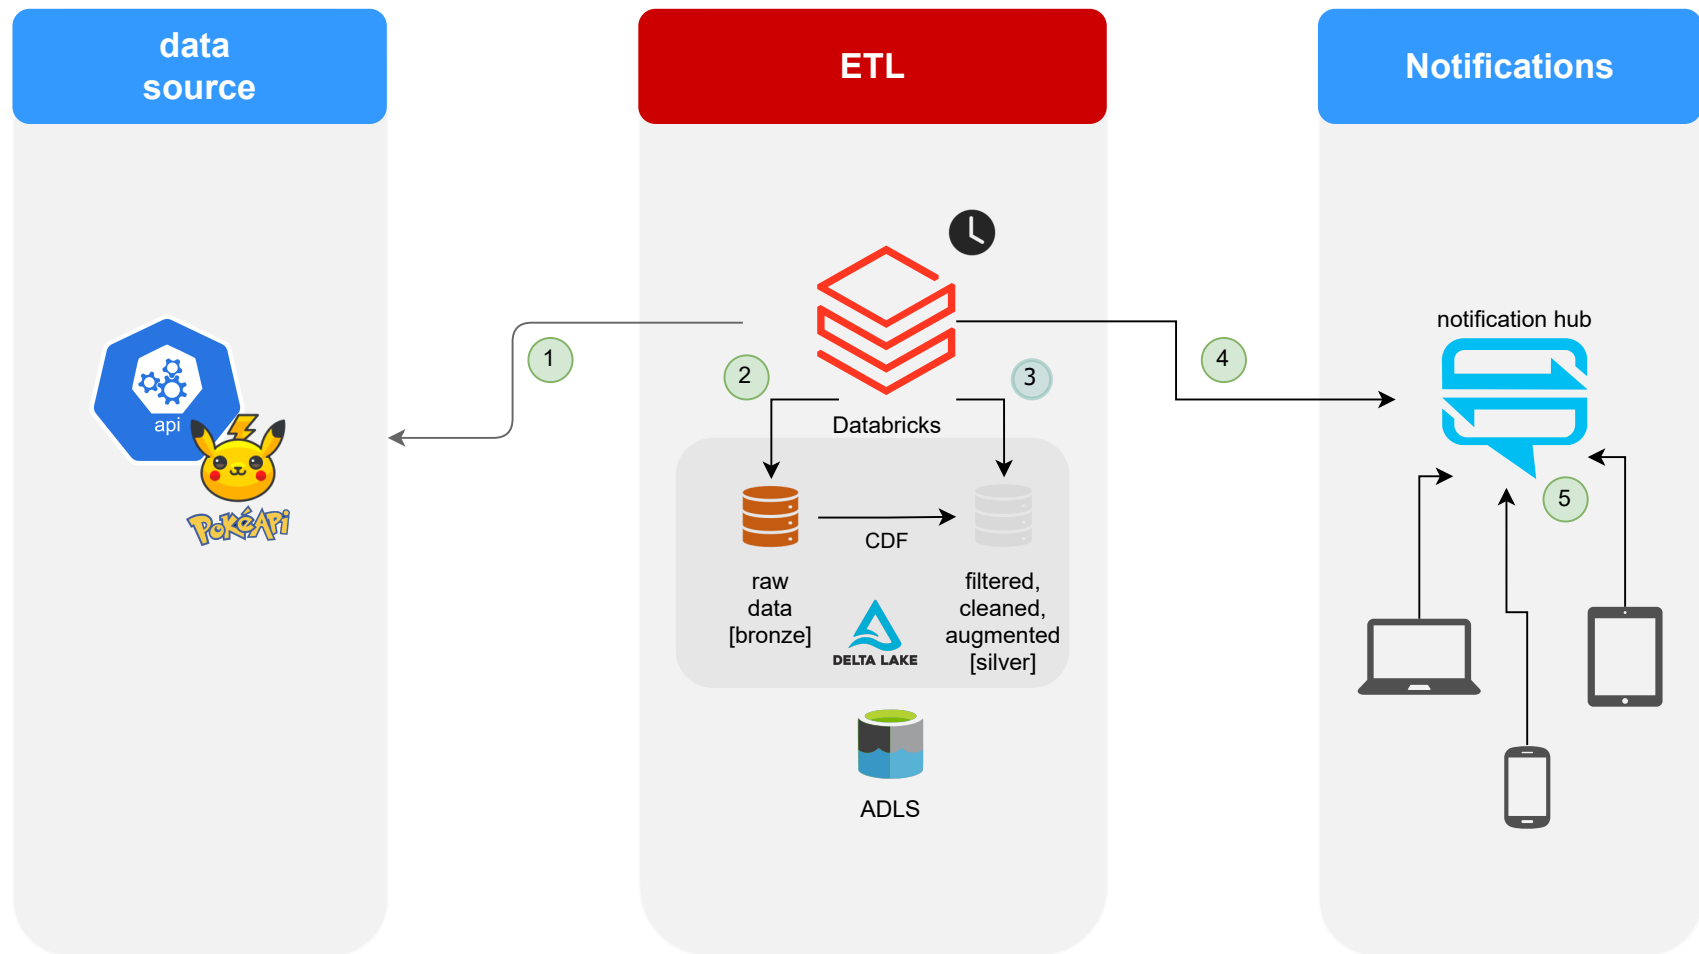 data
source
ETL
Notifications
api
PokéApi
1
2
3
4
Databricks
CDF
raw
data
[bronze]
filtered,
cleaned,
augmented
[silver]
DELTA LAKE
ADLS
notification hub
5